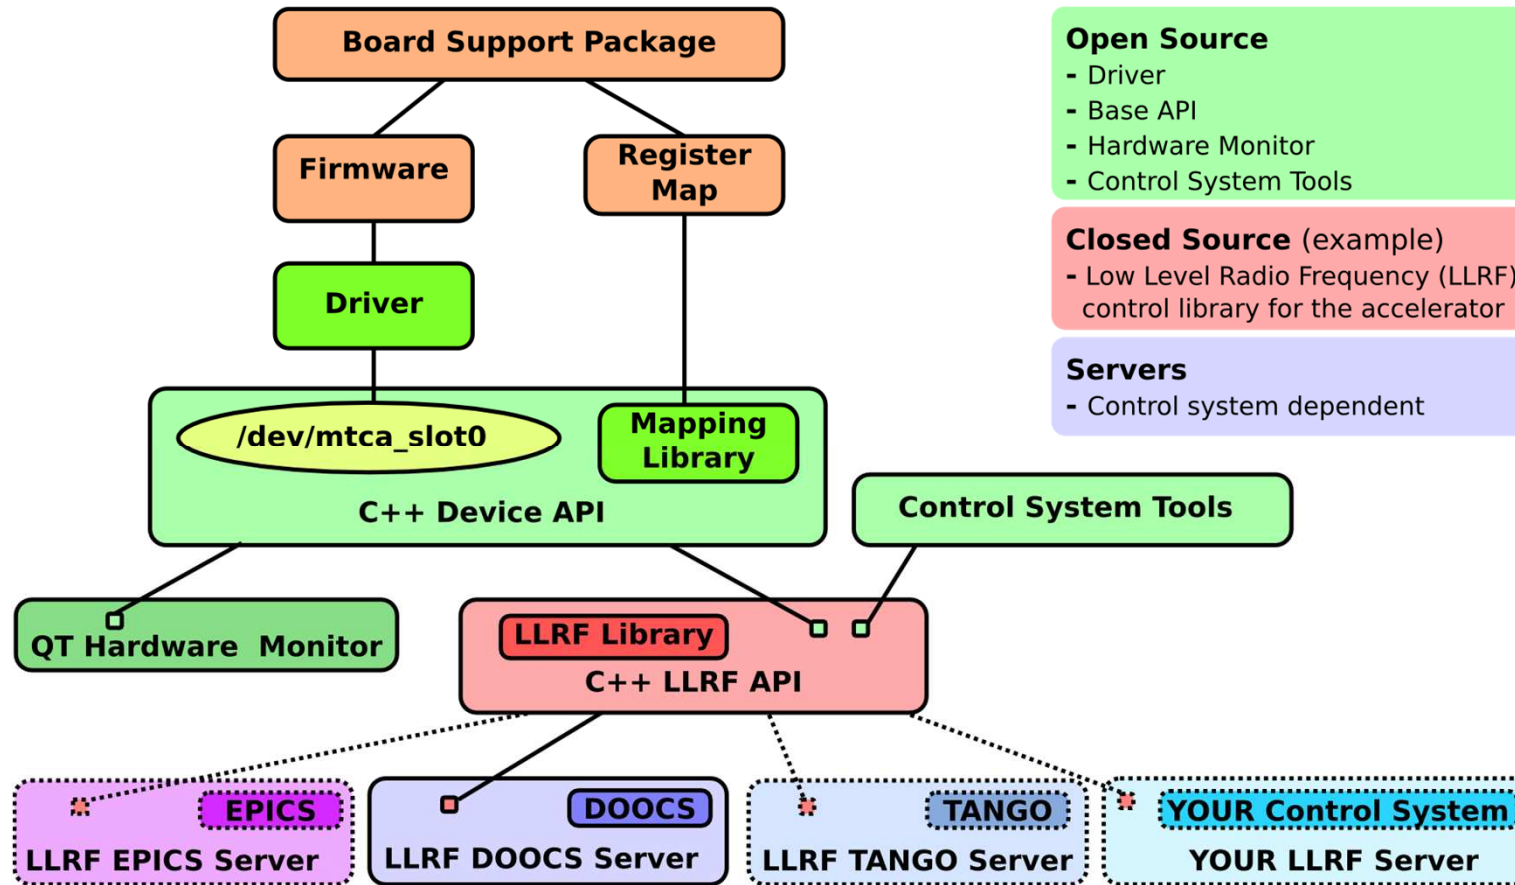 Board Support Package
Firmware
Register
Map
Driver
/dev/mtca_slot0
Mapping
Library
C++ Device API
Control System Tools
QT Hardware  Monitor
LLRF Library
C++ LLRF API
EPICS
LLRF EPICS Server
DOOCS
LLRF DOOCS Server
TANGO
LLRF TANGO Server
YOUR Control System
YOUR LLRF Server
Open Source
- Driver
- Base API
- Hardware Monitor
- Control System Tools
Closed Source (example)
- Low Level Radio Frequency (LLRF)
control library for the accelerator
Servers
- Control system dependent